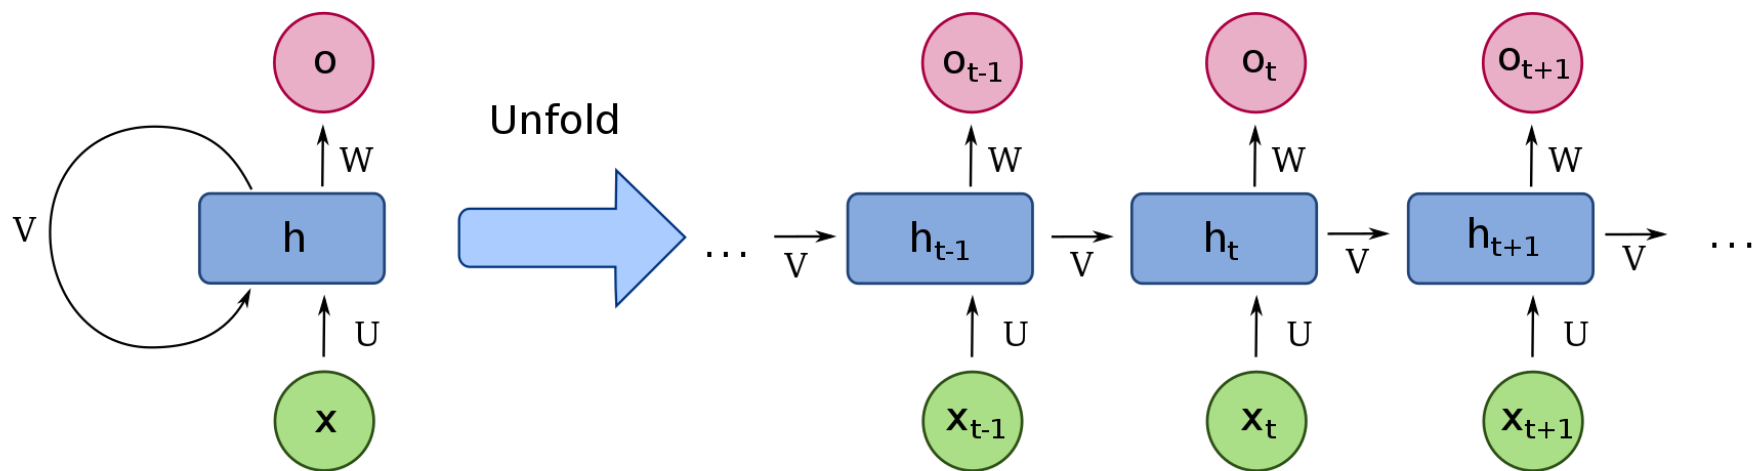 o
Unfold
V
W
h
U
x
o_{t-1} o_t o_{t+1}
W W W
... V h_{t-1} V h_t V h_{t+1} V ...
U U U
x_{t-1} x_t x_{t+1}